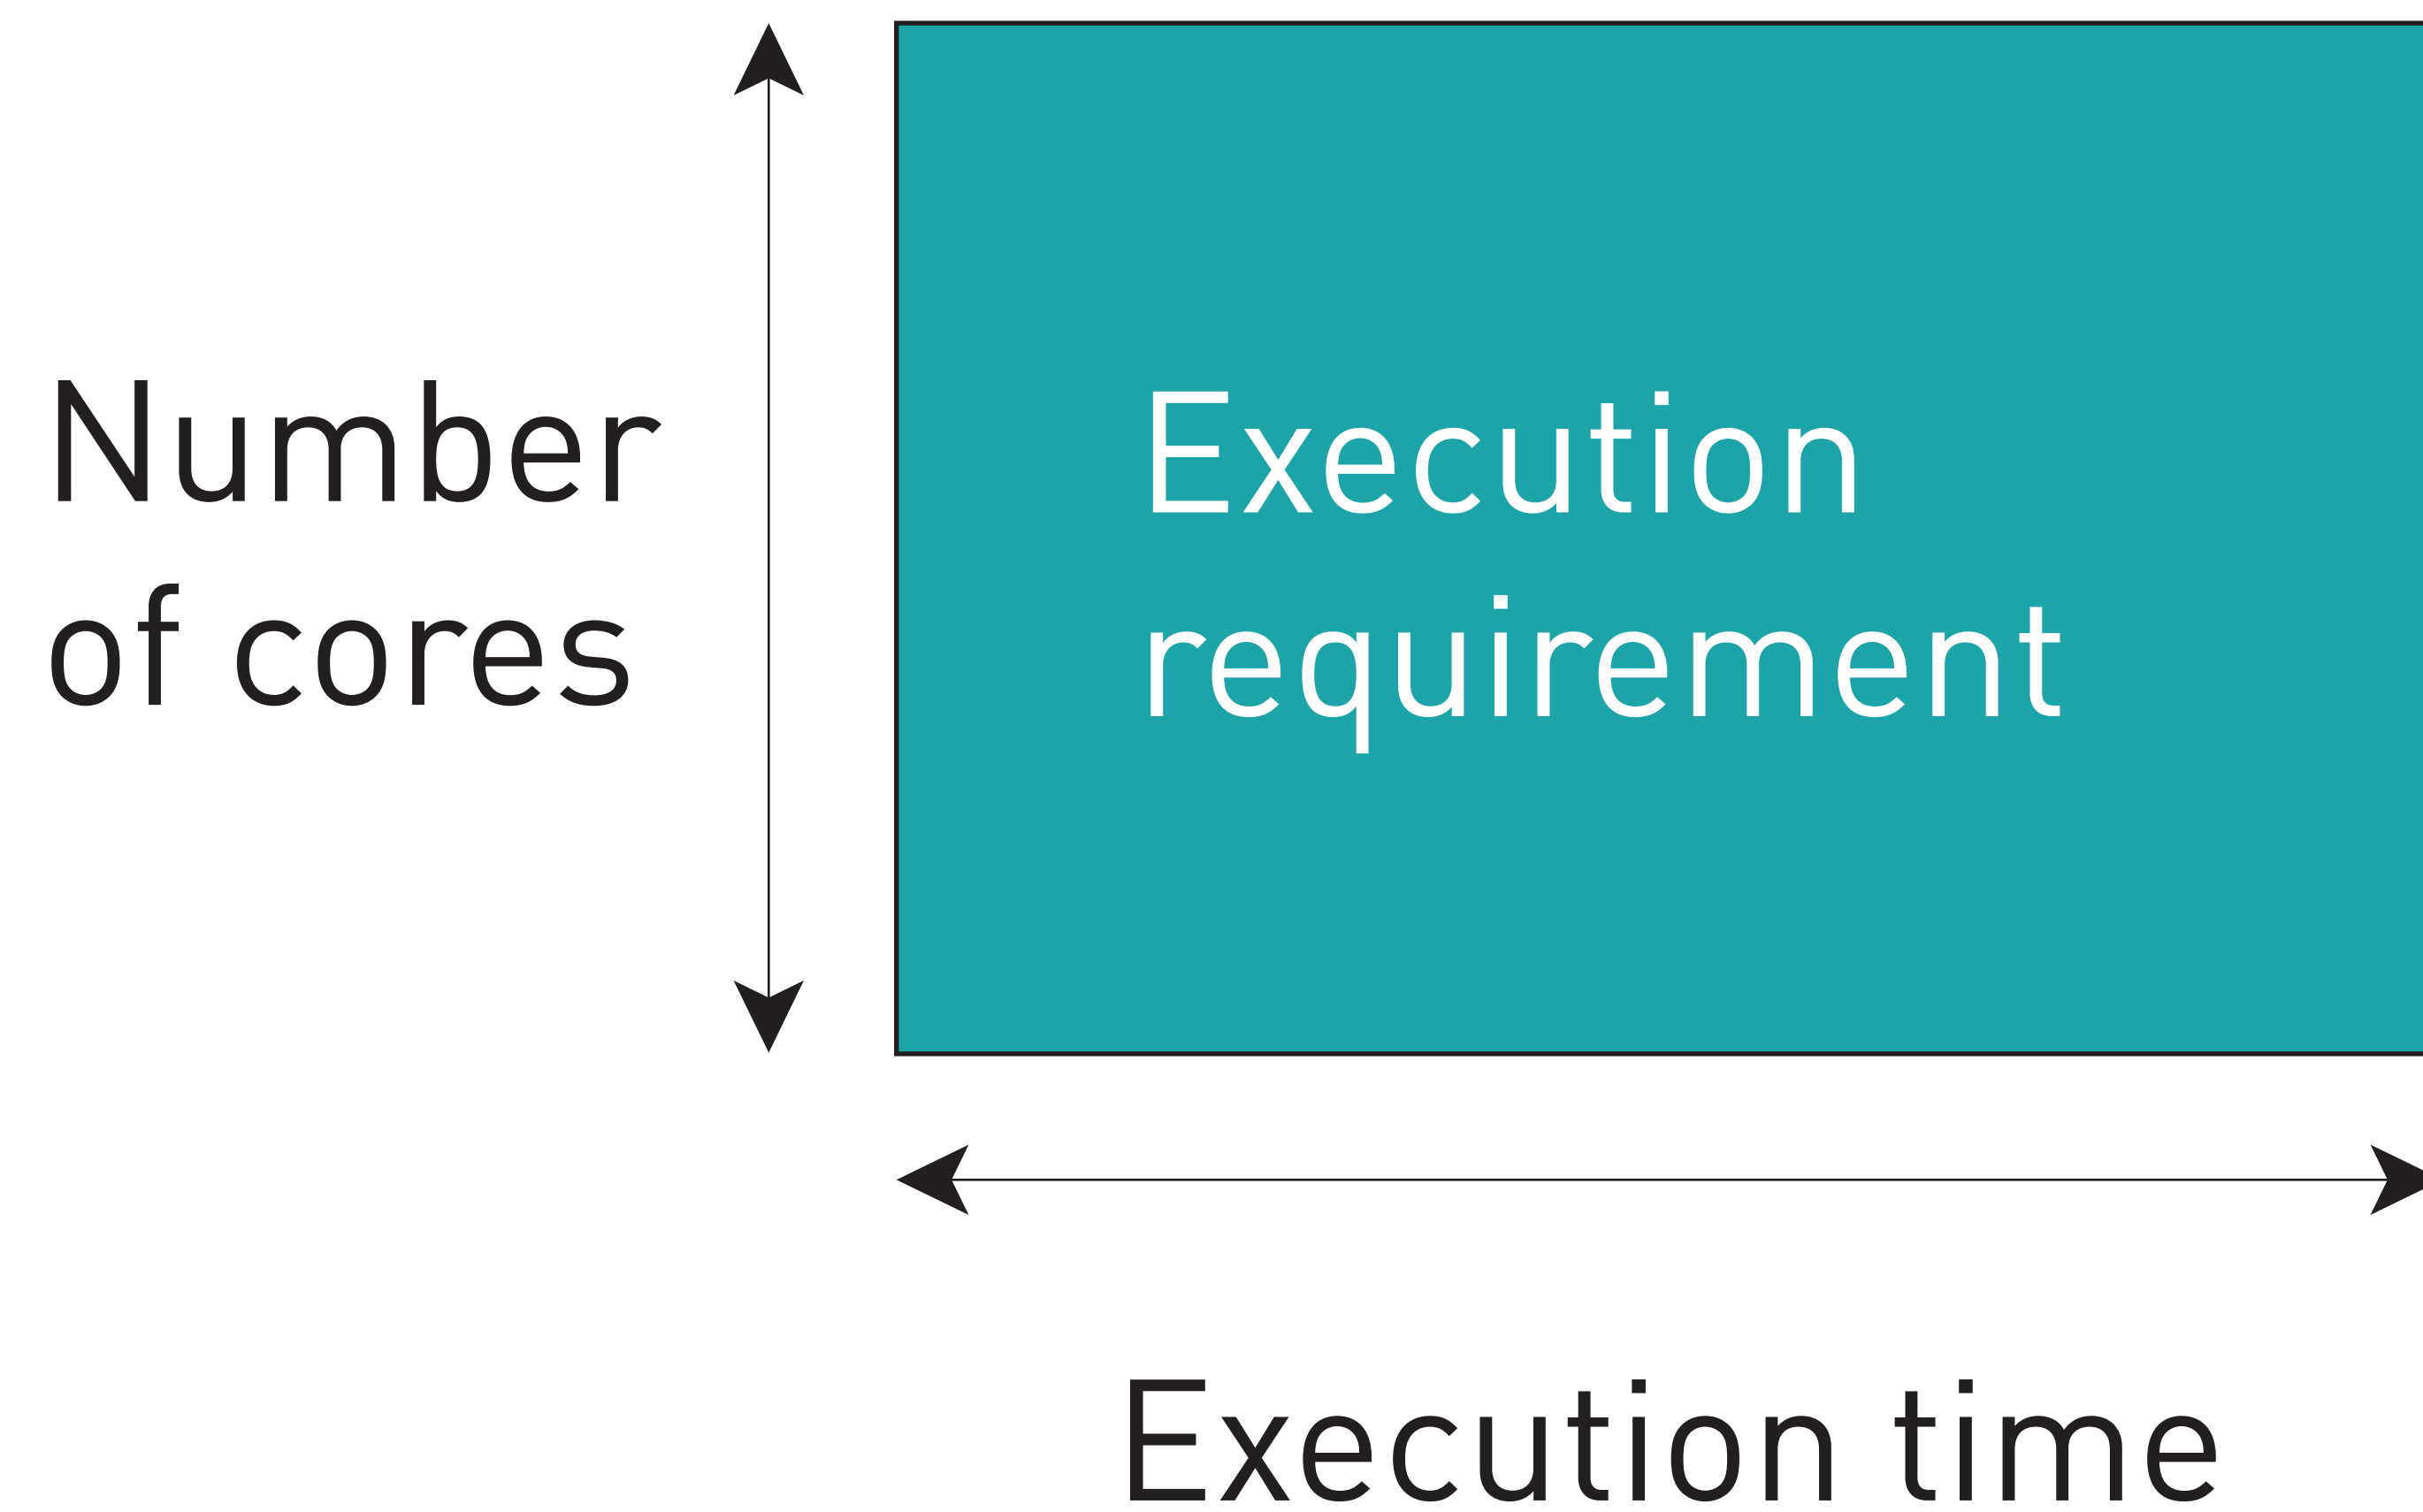 Number
of cores
Execution
requirement
Execution time